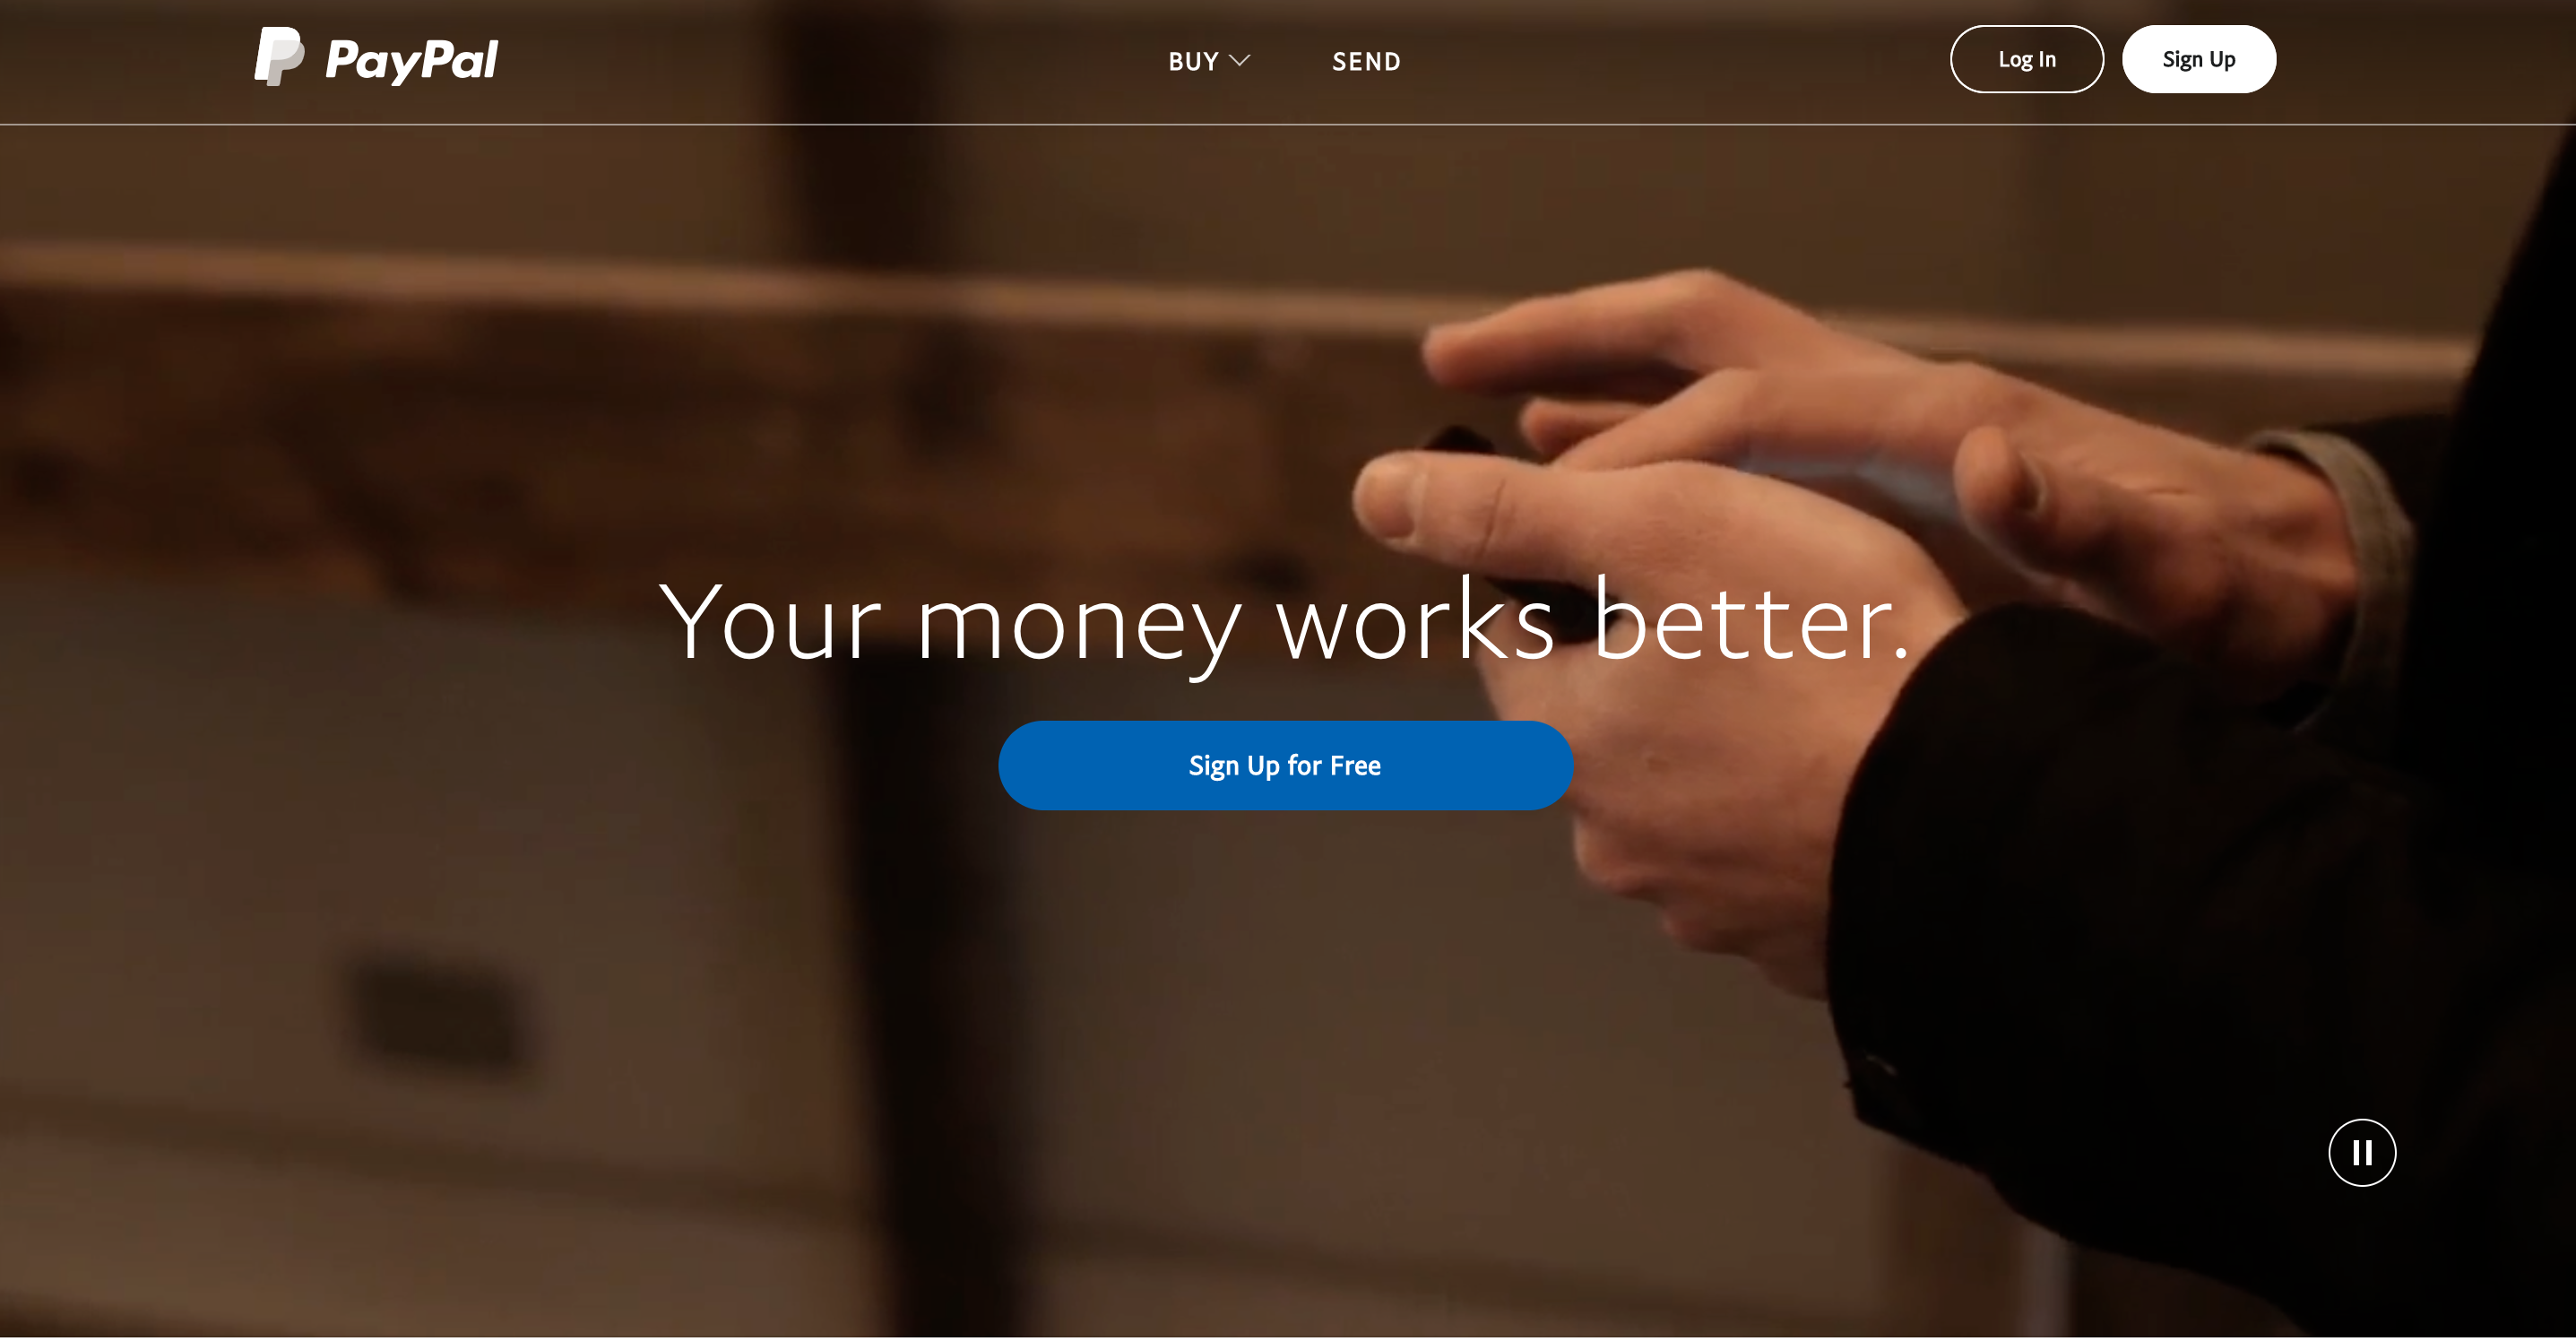 PayPal
BUY
SEND
Log In
Sign Up
Your money works better.
Sign Up for Free